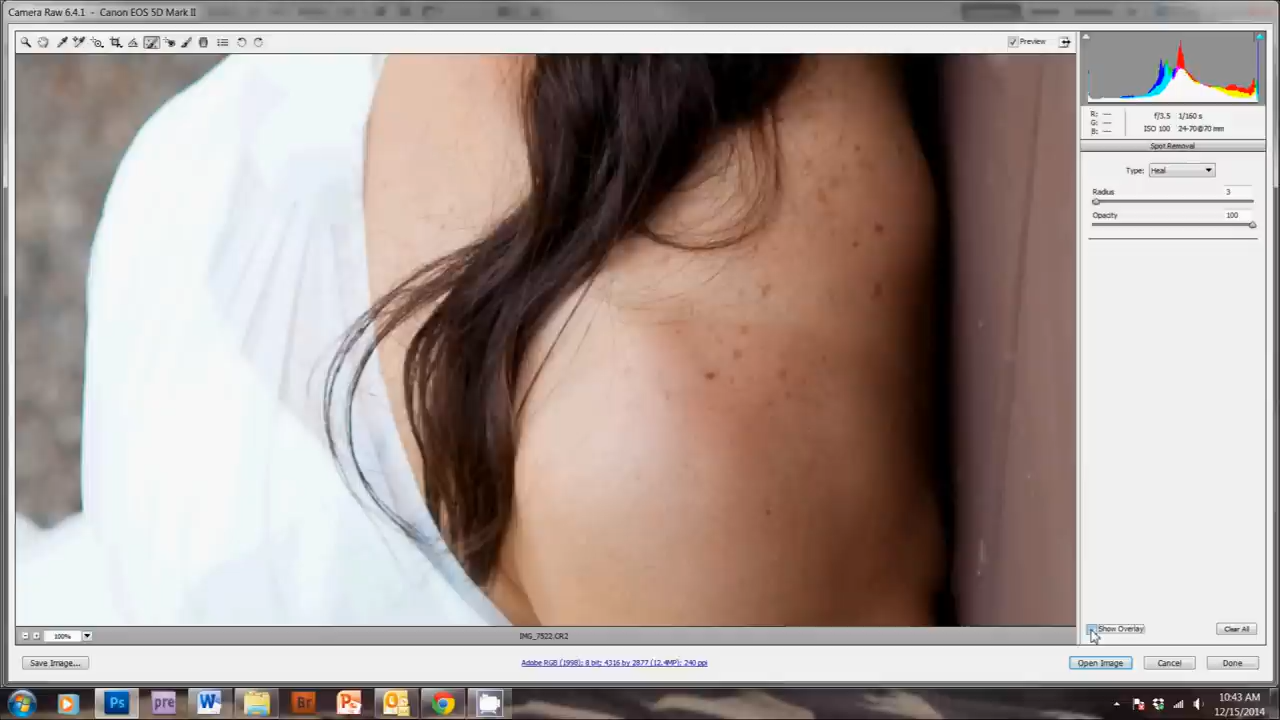 Camera Raw 6.4.1 - Canon EOS 5D Mark II
Preview
R: ---
G: ---
B: ---
f/3.5 1/160 s
ISO 100 24-70@70 mm
Spot Removal
Type: Heal
Radius 3
Opacity 100
Show Overlay
Clear All
100%
IMG_7522.CR2
Save Image...
Adobe RGB (1998); 8 bit; 4316 by 2877 (12.4MP); 240 ppi
Open Image
Cancel
Done
Ps
pre
W
Br
P
O
10:43 AM
12/15/2014